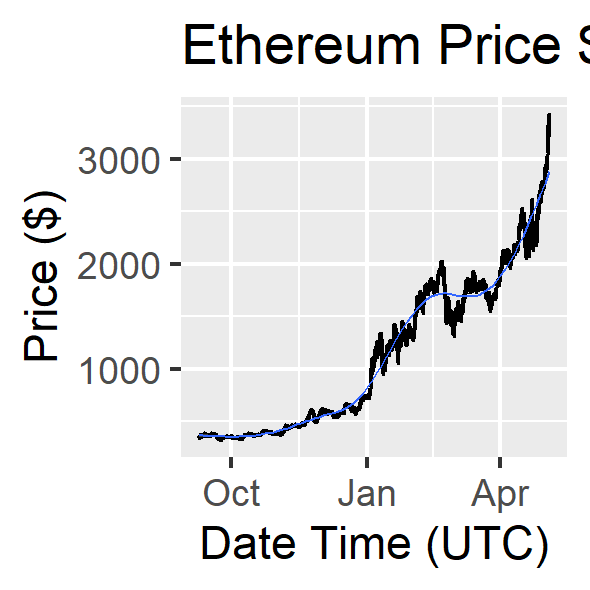 Ethereum Price
Price ($)
3000
2000
1000
Oct Jan Apr
Date Time (UTC)